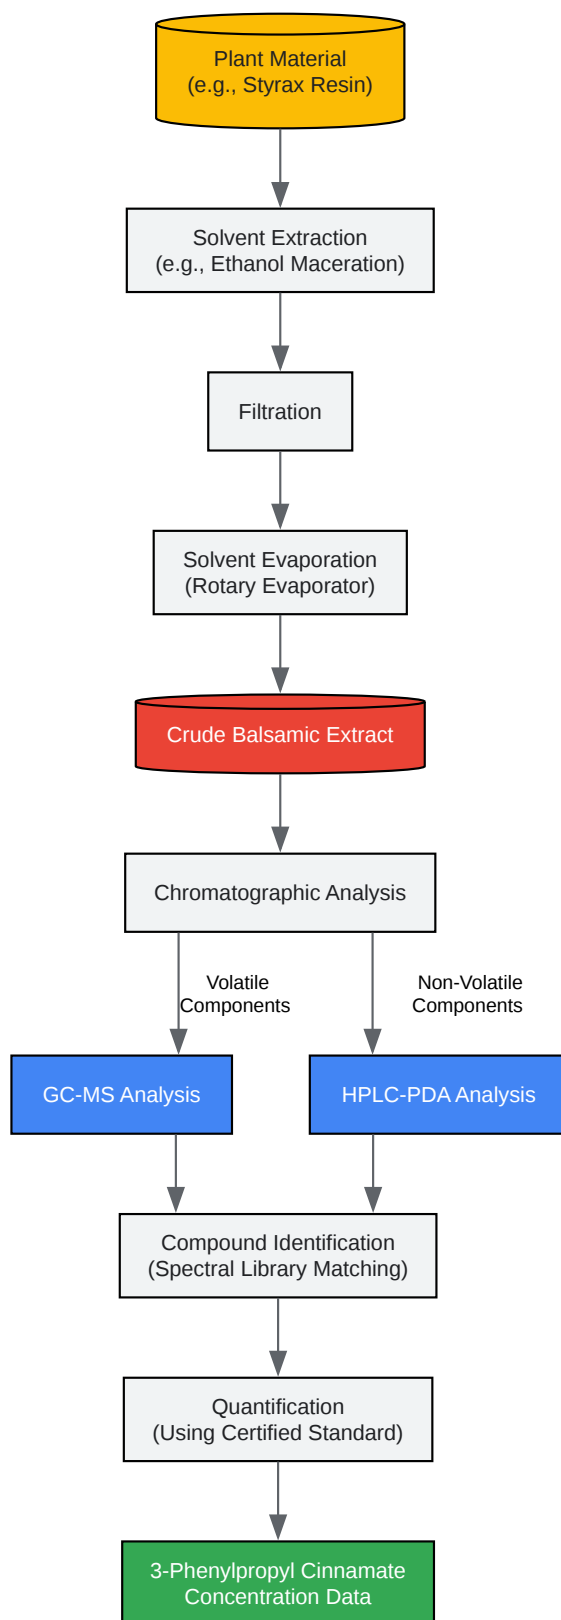 Plant Material
(e.g., Styrax Resin)
Solvent Extraction
(e.g., Ethanol Maceration)
Filtration
Solvent Evaporation
(Rotary Evaporator)
Crude Balsamic Extract
Chromatographic Analysis
Volatile
Components
Non-Volatile
Components
GC-MS Analysis
HPLC-PDA Analysis
Compound Identification
(Spectral Library Matching)
Quantification
(Using Certified Standard)
3-Phenylpropyl Cinnamate
Concentration Data